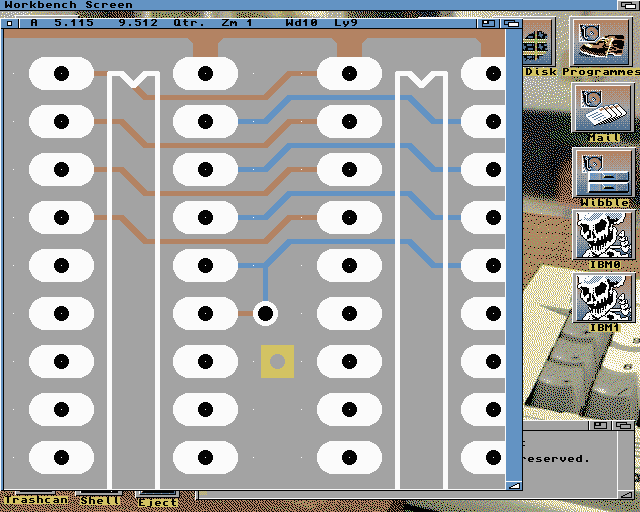 Workbench Screen
A 5.115 9.512 Qtr. Zm 1 Wd10 Ly9
Disk Programmes
Mail
Wibble
IBM0
IBM1
reserved.
Trashcan Shell Eject